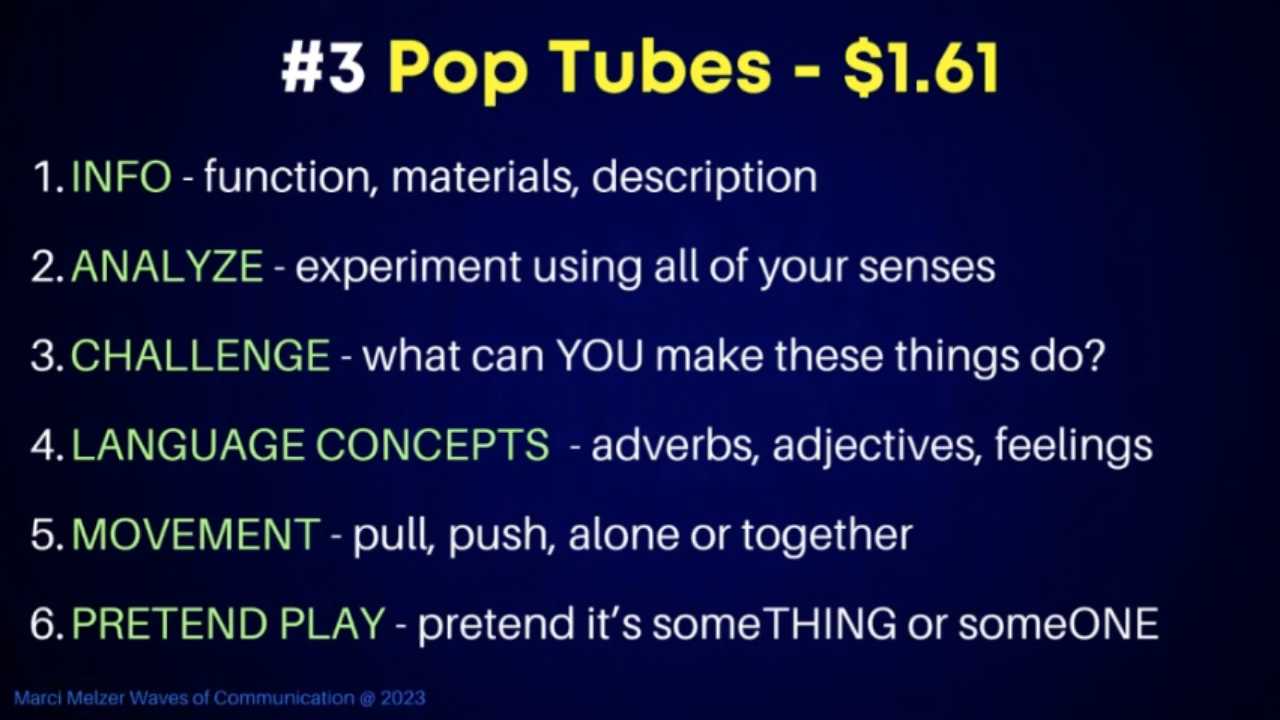 #3 Pop Tubes - $1.61
1. INFO - function, materials, description
2. ANALYZE - experiment using all of your senses
3. CHALLENGE - what can YOU make these things do?
4. LANGUAGE CONCEPTS - adverbs, adjectives, feelings
5. MOVEMENT - pull, push, alone or together
6. PRETEND PLAY - pretend it’s someTHING or someONE
Marci Melzer Waves of Communication @ 2023